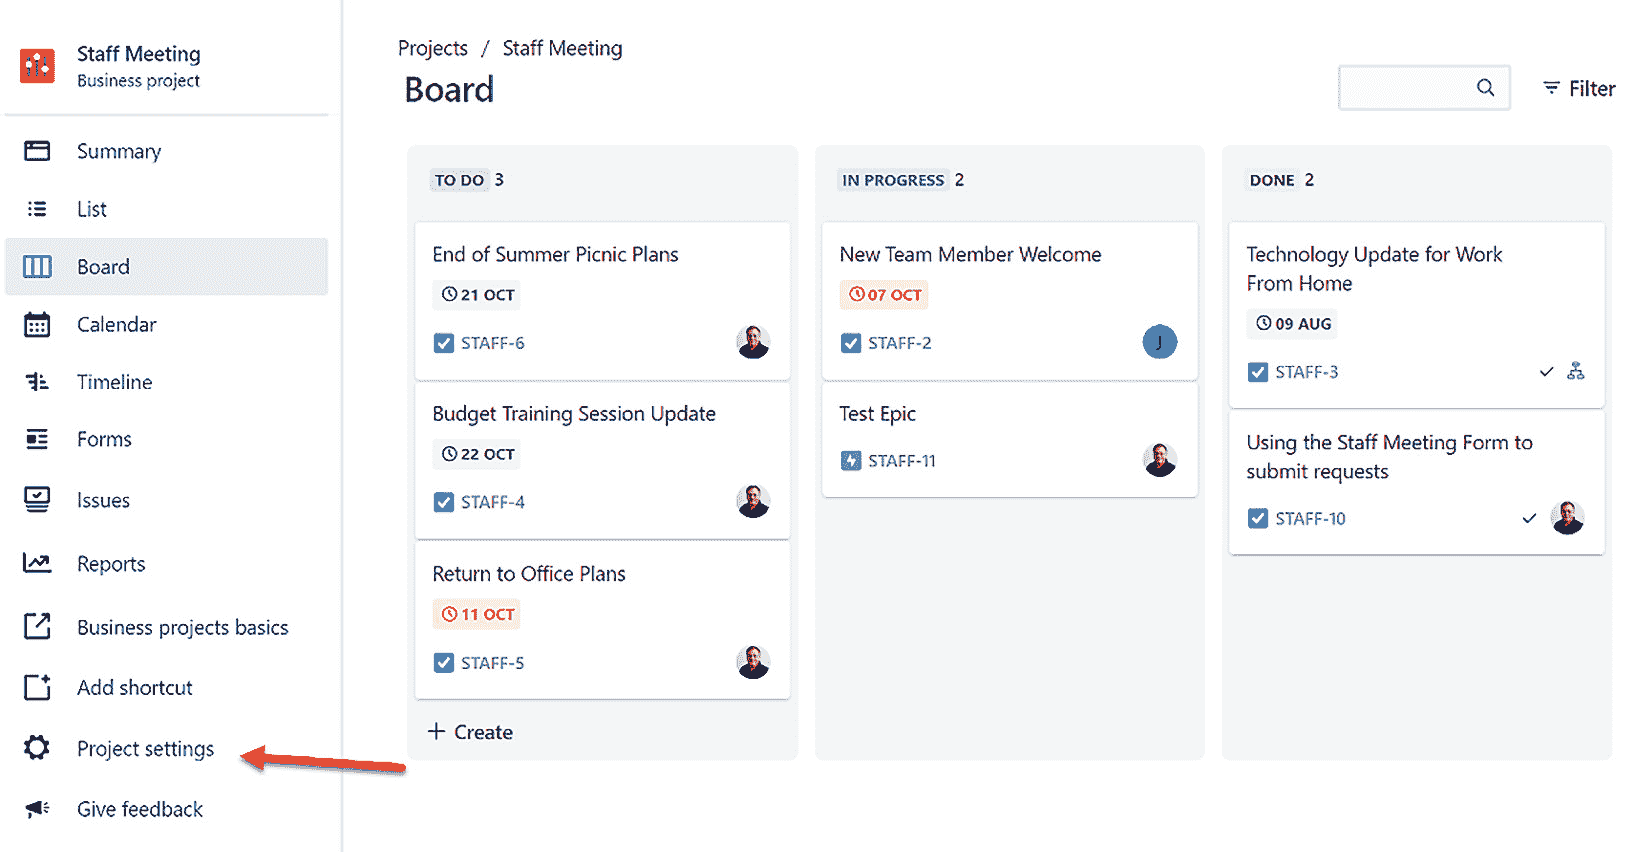 Staff Meeting
Business project
Summary
List
Board
Calendar
Timeline
Forms
Issues
Reports
Business projects basics
Add shortcut
Project settings
Give feedback
Projects / Staff Meeting
Board
Filter
TO DO 3
End of Summer Picnic Plans
21 OCT
STAFF-6
Budget Training Session Update
22 OCT
STAFF-4
Return to Office Plans
11 OCT
STAFF-5
+ Create
IN PROGRESS 2
New Team Member Welcome
07 OCT
STAFF-2
J
Test Epic
STAFF-11
DONE 2
Technology Update for Work
From Home
09 AUG
STAFF-3
Using the Staff Meeting Form to
submit requests
STAFF-10